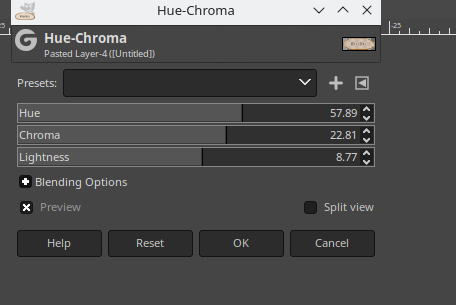 Hue-Chroma
-25
Hue-Chroma
Pasted Layer-4 ([Untitled])
Presets:
Hue 57.89
Chroma 22.81
Lightness 8.77
Blending Options
Preview Split view
Help Reset OK Cancel